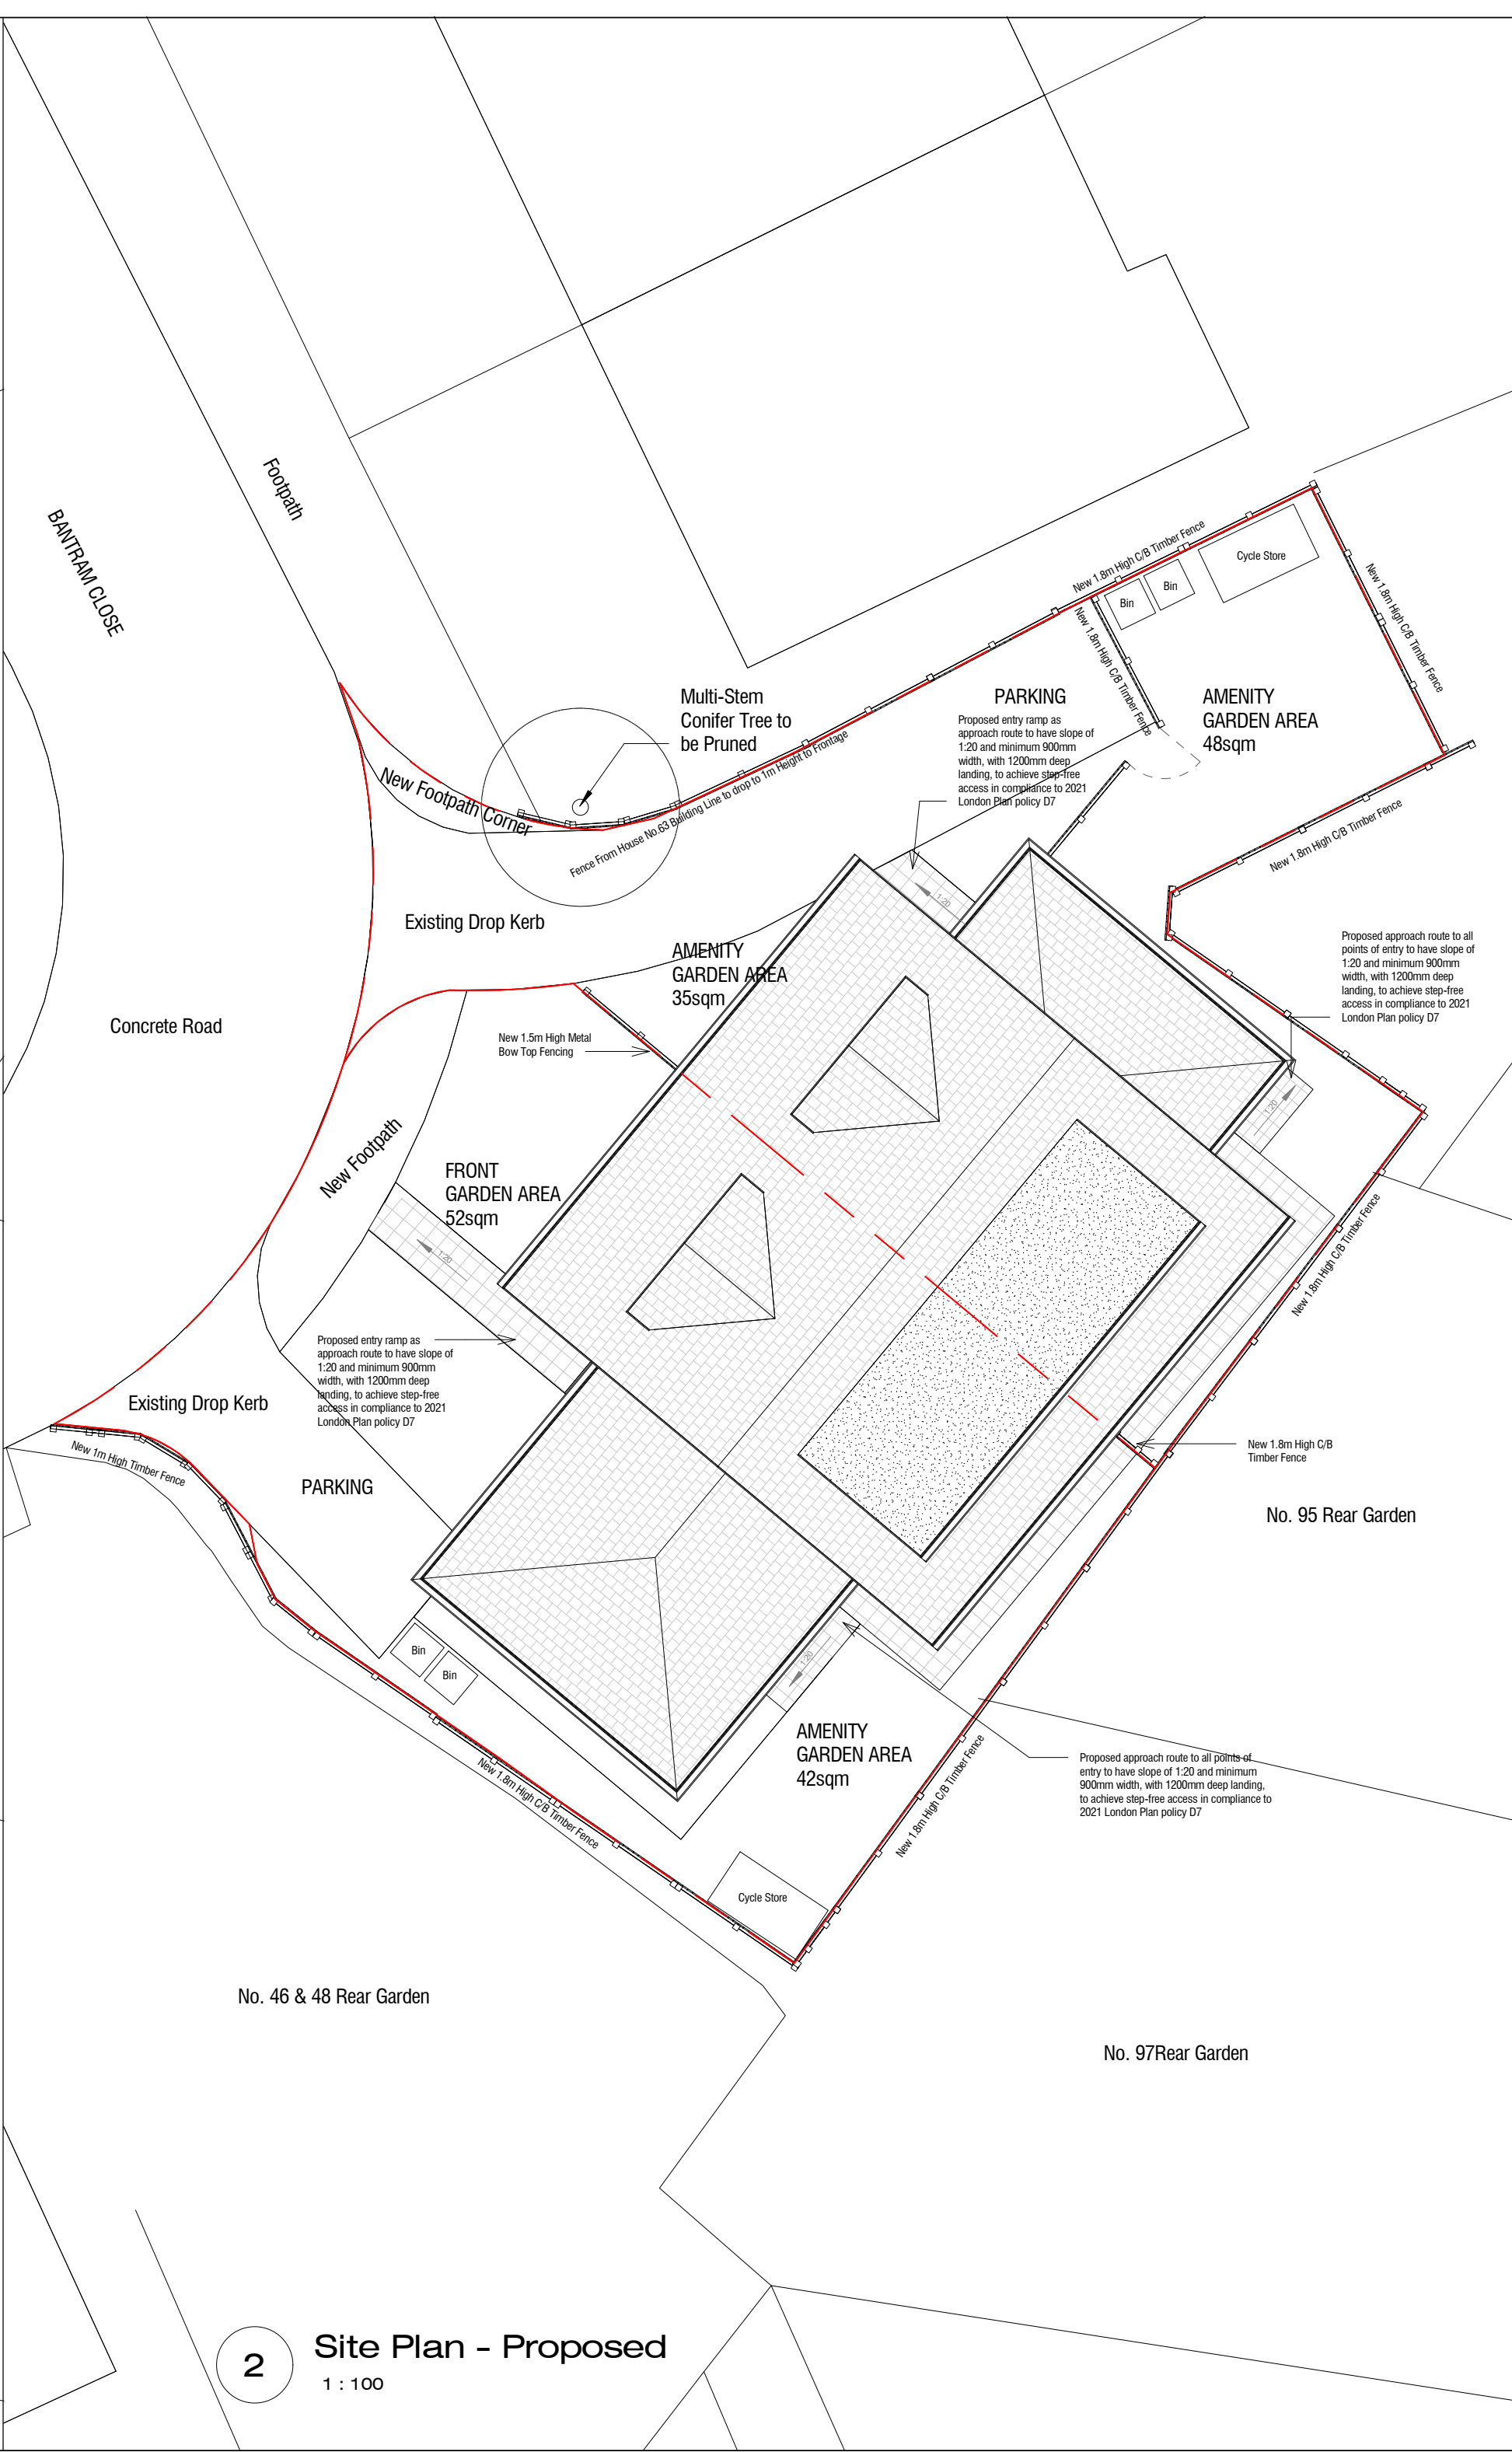 Footpath
BANTRAM CLOSE
New 1.8m High C/B Timber Fence
Cycle Store
Bin
Bin
New 1.8m High C/B Timber Fence
New 1.8m High C/B Timber Fence
Multi-Stem
Conifer Tree to
be Pruned
PARKING
Proposed entry ramp as
approach route to have slope of
1:20 and minimum 900mm
width, with 1200mm deep
landing, to achieve step-free
access in compliance to 2021
London Plan policy D7
AMENITY
GARDEN AREA
48sqm
New Footpath Corner
Fence From House No.63 Building Line to drop to 1m Height to Frontage
New 1.8m High C/B Timber Fence
1:20
Existing Drop Kerb
AMENITY
GARDEN AREA
35sqm
Proposed approach route to all
points of entry to have slope of
1:20 and minimum 900mm
width, with 1200mm deep
landing, to achieve step-free
access in compliance to 2021
London Plan policy D7
Concrete Road
New 1.5m High Metal
Bow Top Fencing
1:20
New Footpath
FRONT
GARDEN AREA
52sqm
1:20
New 1.8m High C/B Timber Fence
Proposed entry ramp as
approach route to have slope of
1:20 and minimum 900mm
width, with 1200mm deep
landing, to achieve step-free
access in compliance to 2021
London Plan policy D7
Existing Drop Kerb
New 1m High Timber Fence
PARKING
New 1.8m High C/B
Timber Fence
No. 95 Rear Garden
Bin
Bin
1:20
AMENITY
GARDEN AREA
42sqm
New 1.8m High C/B Timber Fence
New 1.8m High C/B Timber Fence
Proposed approach route to all points of
entry to have slope of 1:20 and minimum
900mm width, with 1200mm deep landing,
to achieve step-free access in compliance to
2021 London Plan policy D7
Cycle Store
No. 46 & 48 Rear Garden
No. 97Rear Garden
2
Site Plan - Proposed
1 : 100